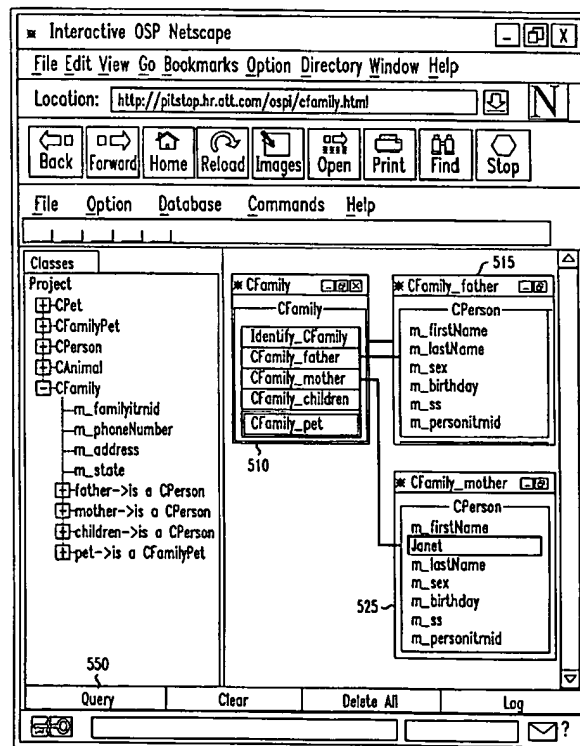 Interactive OSP Netscape
File Edit View Go Bookmarks Option Directory Window Help
Location: http://pitstop.hr.att.com/ospi/cfamily.html N
Back Forward Home Reload Images Open Print Find Stop
File Option Database Commands Help
Classes
Project
CPet
CFamilyPet
CPerson
CAnimal
CFamily
m_familyitrnid
m_phoneNumber
m_address
m_state
father->is a CPerson
mother->is a CPerson
children->is a CPerson
pet->is a CFamilyPet
CFamily
CFamily
Identify_CFamily
CFamily_father
CFamily_mother
CFamily_children
CFamily_pet
510
515
CFamily_father
CPerson
m_firstName
m_lastName
m_sex
m_birthday
m_ss
m_personitrnid
CFamily_mother
CPerson
m_firstName
Janet
m_lastName
m_sex
m_birthday
m_ss
m_personitrnid
525
550
Query Clear Delete All Log
?